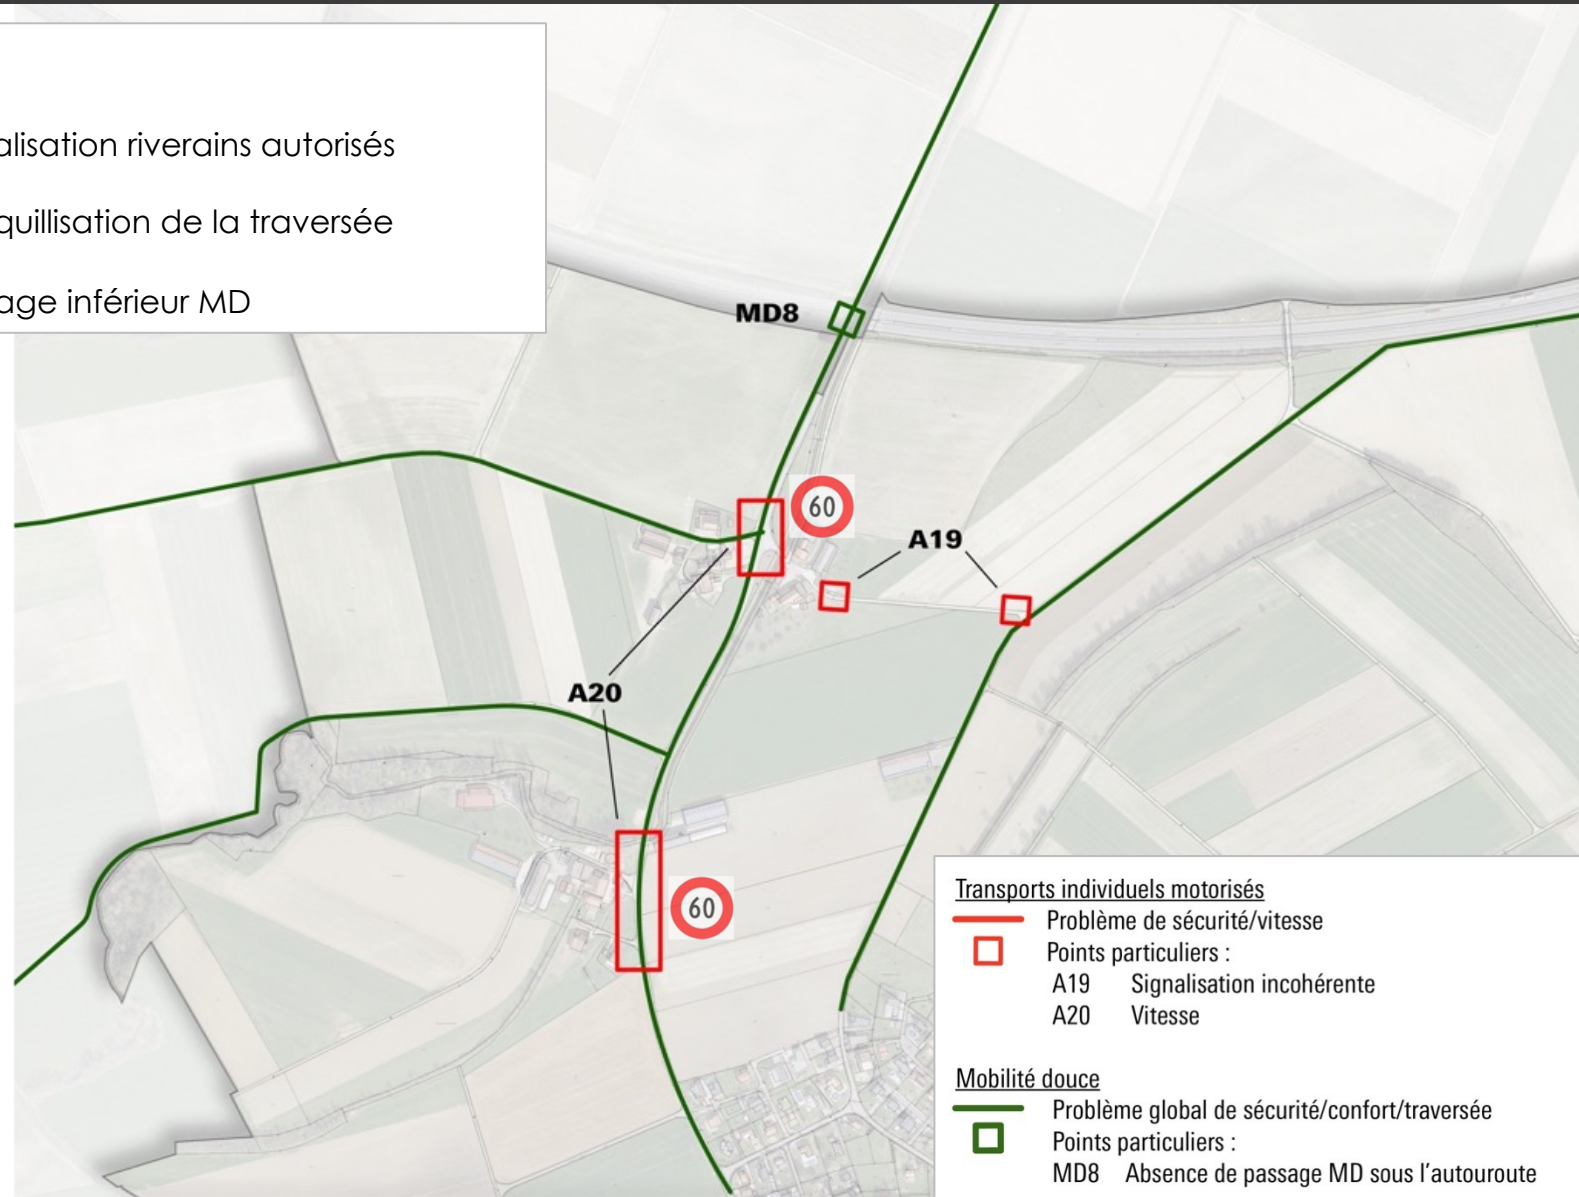 alisation riverains autorisés
quillisation de la traversée
age inférieur MD
MD8
60
A19
A20
60
Transports individuels motorisés
Problème de sécurité/vitesse
Points particuliers :
A19 Signalisation incohérente
A20 Vitesse
Mobilité douce
Problème global de sécurité/confort/traversée
Points particuliers :
MD8 Absence de passage MD sous l'autouroute